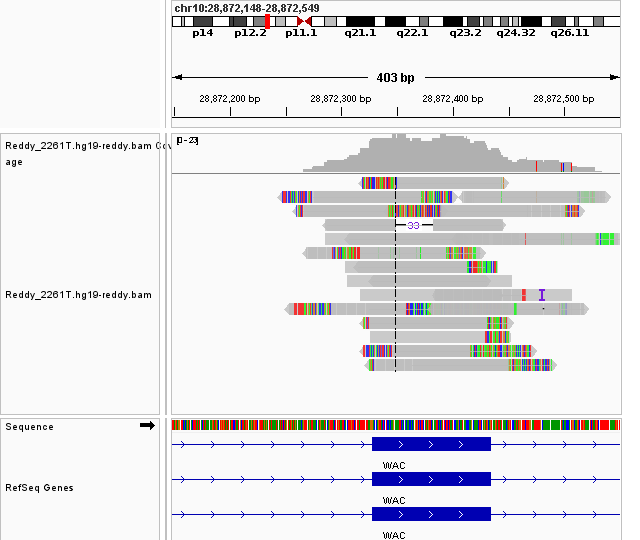 chr10:28,872,148-28,872,549
p14 p12.2 p11.1 q21.1 q22.1 q23.2 q24.32 q26.11
403 bp
28,872,200 bp 28,872,300 bp 28,872,400 bp 28,872,500 bp
Reddy_2261T.hg19-reddy.bam Cov
age
[0-23]
33
Reddy_2261T.hg19-reddy.bam
Sequence
WAC
RefSeq Genes
WAC
WAC